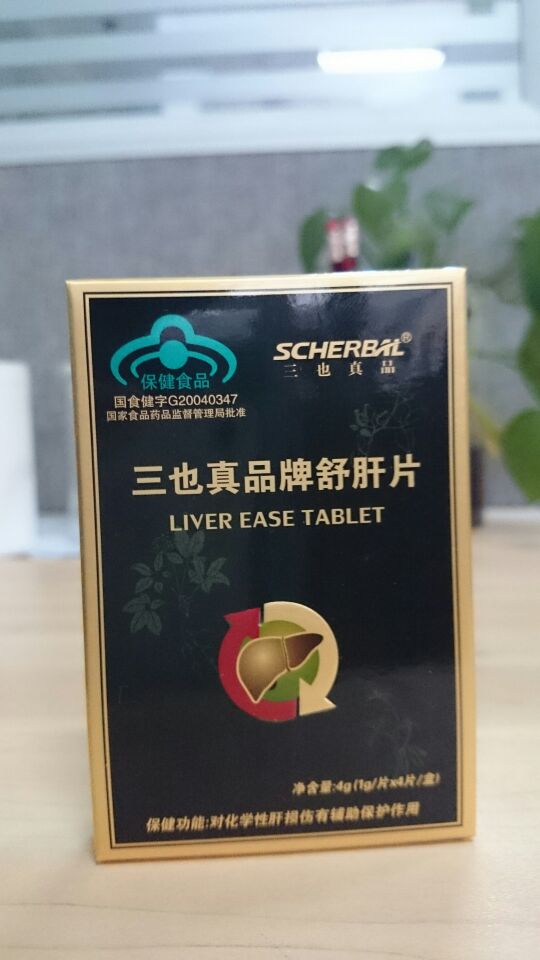 保健食品
国食健字G20040347
国家食品药品监督管理局批准
SCHERBAL®
三也真品
三也真品牌舒肝片
LIVER EASE TABLET
净含量:4g(1g/片x4片/盒)
保健功能:对化学性肝损伤有辅助保护作用